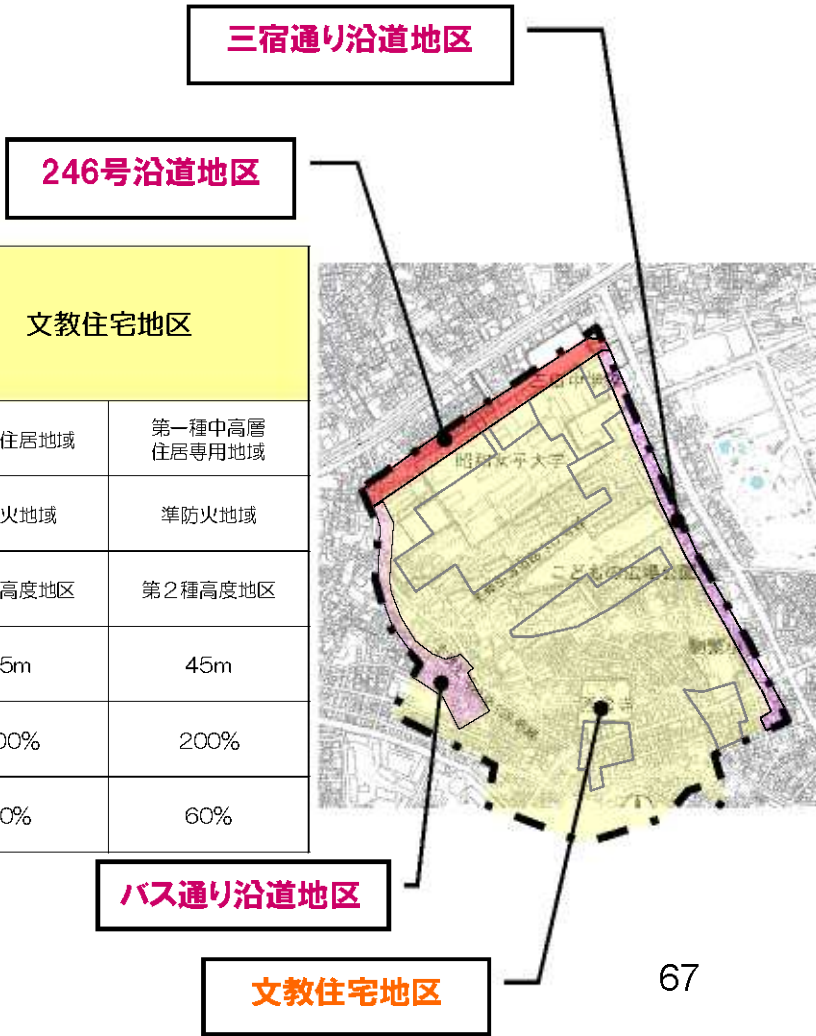 三宿通り沿道地区
246号沿道地区
文教住宅地区
住居地域
第一種中高層
住居専用地域
火地域
準防火地域
高度地区
第２種高度地区
5m
45m
00%
200%
0%
60%
昭和女子大学
こどもの広場公園
バス通り沿道地区
文教住宅地区
67